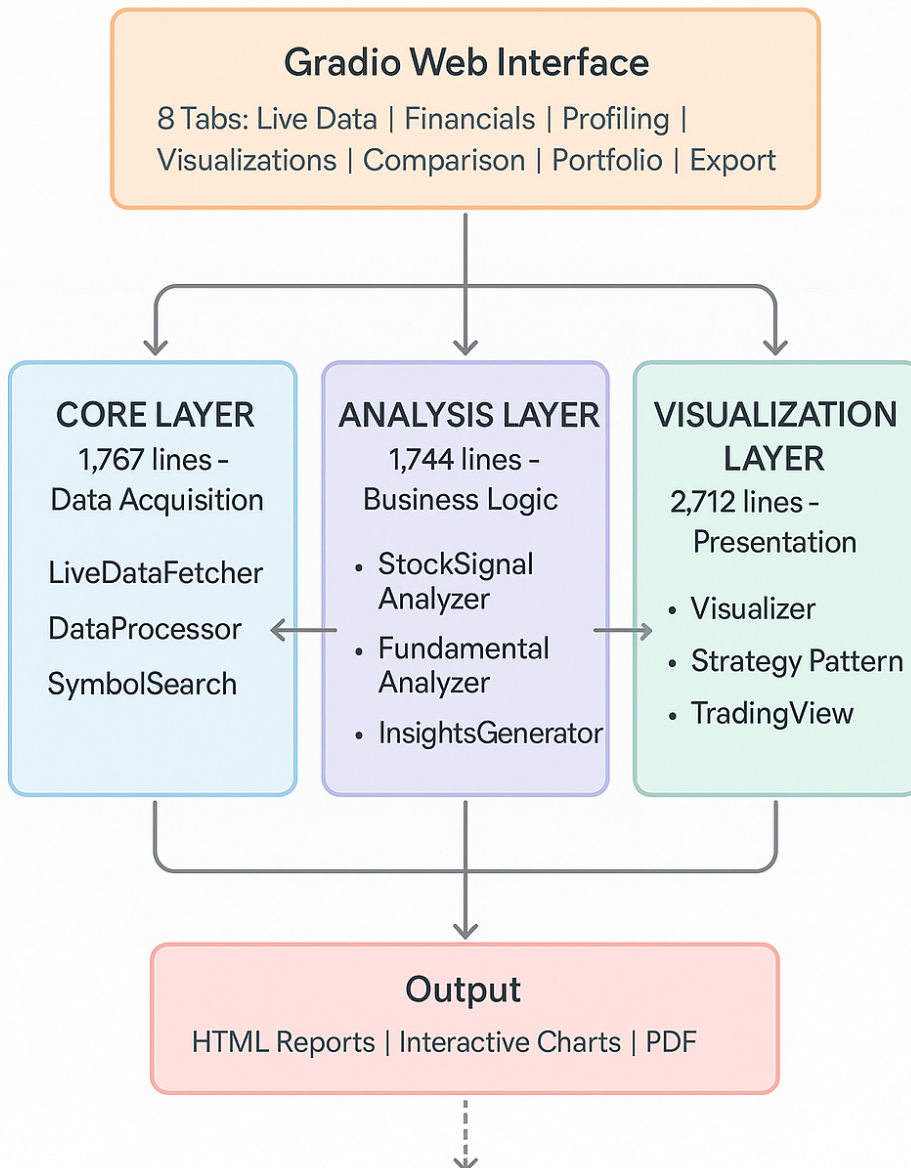 Gradio Web Interface
8 Tabs: Live Data | Financials | Profiling |
Visualizations | Comparison | Portfolio | Export
CORE LAYER
1,767 lines -
Data Acquisition
LiveDataFetcher
DataProcessor
SymbolSearch
ANALYSIS LAYER
1,744 lines -
Business Logic
• StockSignal
Analyzer
• Fundamental
Analyzer
• InsightsGenerator
VISUALIZATION
LAYER
2,712 lines -
Presentation
• Visualizer
• Strategy Pattern
• TradingView
Output
HTML Reports | Interactive Charts | PDF